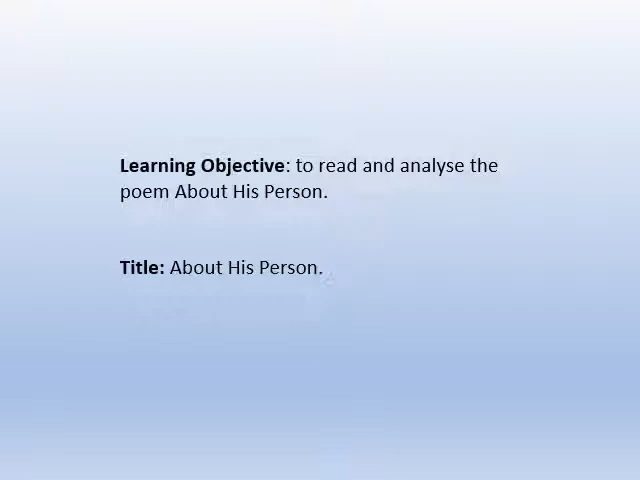 Learning Objective: to read and analyse the
poem About His Person.
Title: About His Person.